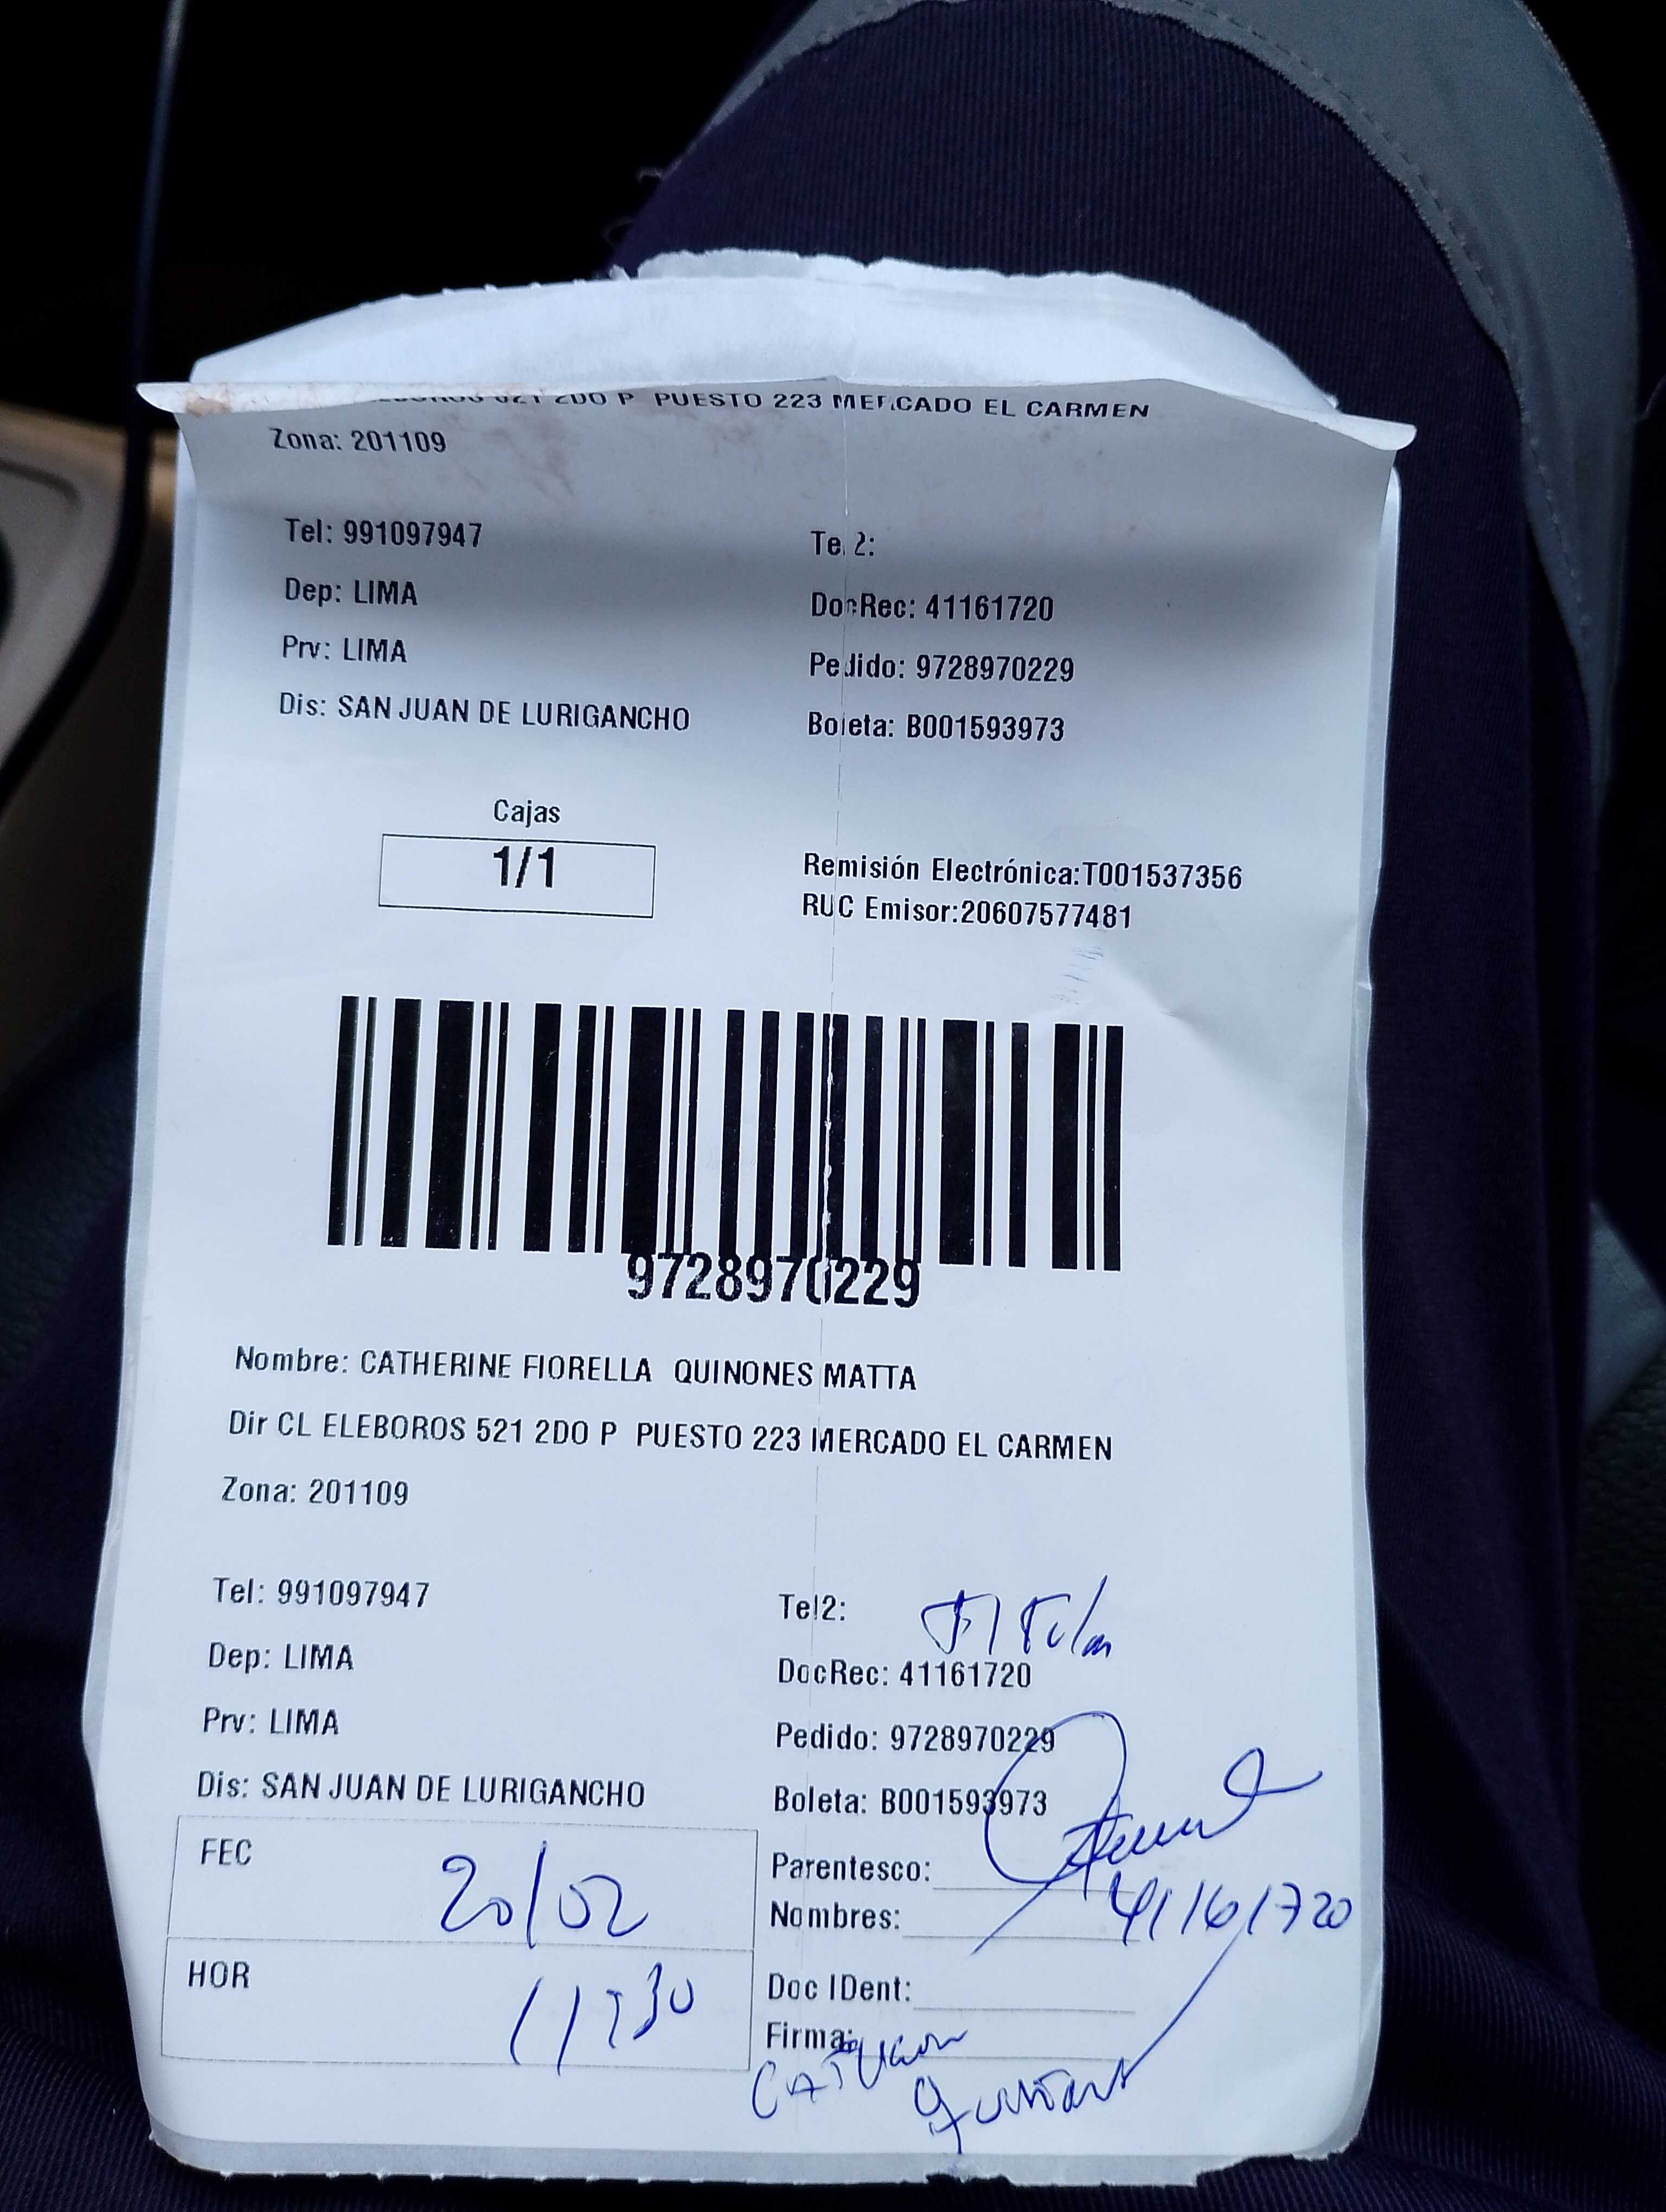 521 2DO P PUESTO 223 MERCADO EL CARMEN
Zona: 201109
Tel: 991097947
Tel2:
Dep: LIMA
DocRec: 41161720
Prv: LIMA
Pedido: 9728970229
Dis: SAN JUAN DE LURIGANCHO
Boleta: B001593973
Cajas
1/1
Remisión Electrónica:T001537356
RUC Emisor:20607577481
9728970229
Nombre: CATHERINE FIORELLA QUINONES MATTA
Dir CL ELEBOROS 521 2DO P PUESTO 223 MERCADO EL CARMEN
Zona: 201109
Tel: 991097947
Tel2:
Dep: LIMA
DocRec: 41161720
Prv: LIMA
Pedido: 9728970229
Dis: SAN JUAN DE LURIGANCHO
Boleta: B001593973
FEC 20/02
Parentesco:
41161720
Nombres:
HOR 11:30
Doc IDent:
Firma: